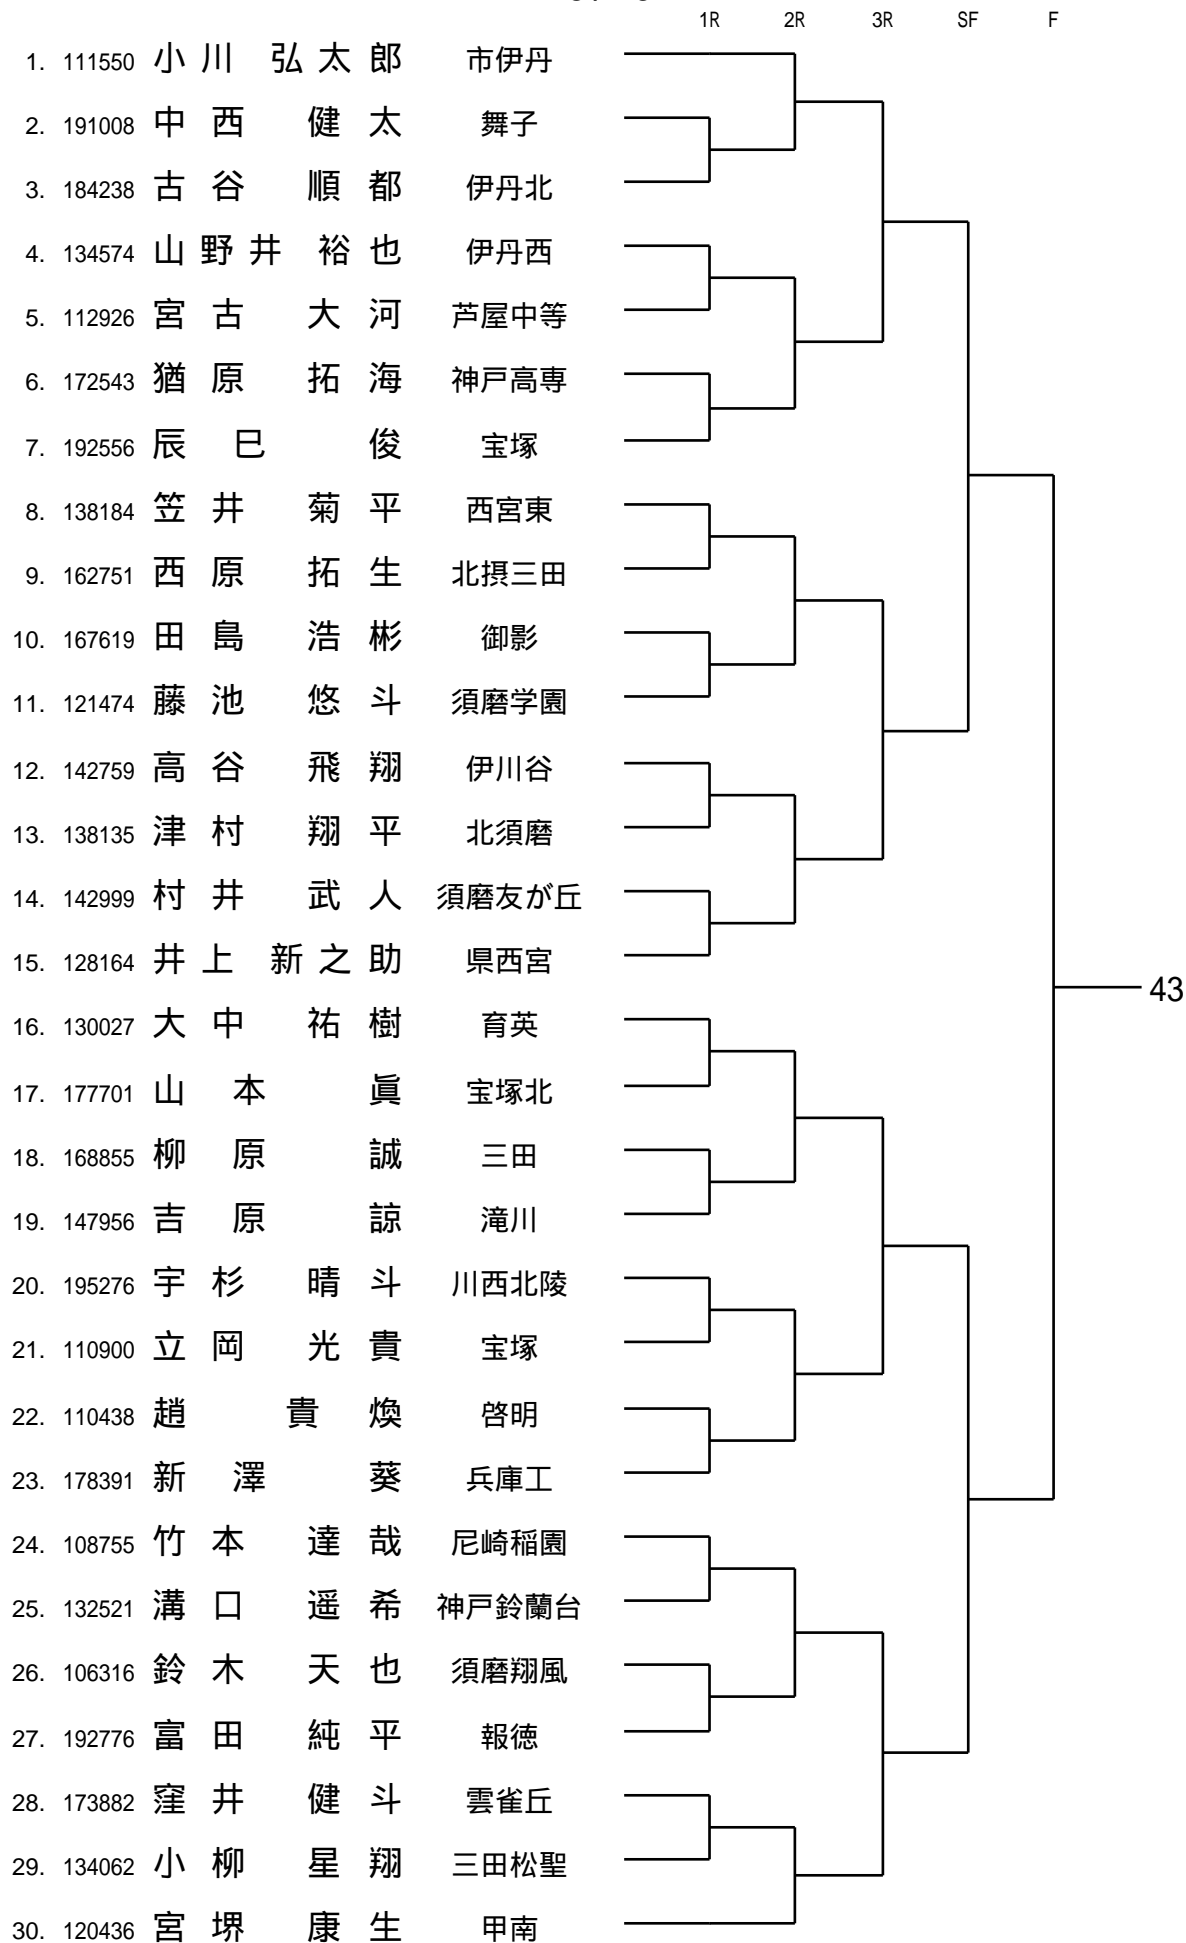 1R 2R 3R SF F
1. 111550 小川 弘太郎 市伊丹
2. 191008 中西 健太 舞子
3. 184238 古谷 順都 伊丹北
4. 134574 山野井 裕也 伊丹西
5. 112926 宮古 大河 芦屋中等
6. 172543 猶原 拓海 神戸高専
7. 192556 辰巳 俊 宝塚
8. 138184 笠井 菊平 西宮東
9. 162751 西原 拓生 北摂三田
10. 167619 田島 浩彬 御影
11. 121474 藤池 悠斗 須磨学園
12. 142759 高谷 飛翔 伊川谷
13. 138135 津村 翔平 北須磨
14. 142999 村井 武人 須磨友が丘
15. 128164 井上 新之助 県西宮
43
16. 130027 大中 祐樹 育英
17. 177701 山本 眞 宝塚北
18. 168855 柳原 誠 三田
19. 147956 吉原 諒 滝川
20. 195276 宇杉 晴斗 川西北陵
21. 110900 立岡 光貴 宝塚
22. 110438 趙 貴煥 啓明
23. 178391 新澤 葵 兵庫工
24. 108755 竹本 達哉 尼崎稲園
25. 132521 溝口 遥希 神戸鈴蘭台
26. 106316 鈴木 天也 須磨翔風
27. 192776 富田 純平 報徳
28. 173882 窪井 健斗 雲雀丘
29. 134062 小柳 星翔 三田松聖
30. 120436 宮堺 康生 甲南